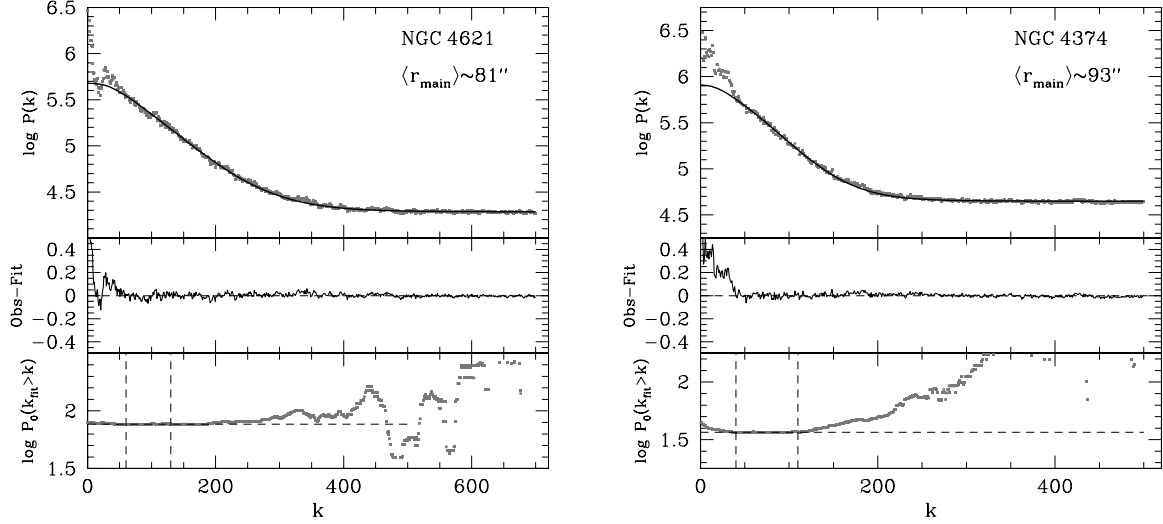 6.5
6
5.5
5
4.5
log P(k)
NGC 4621
⟨r_main⟩~81″
0.4
0.2
0
−0.2
−0.4
Obs−Fit
2
1.5
log P_0(k_fit>k)
0 200 400 600
k
6.5
6
5.5
5
4.5
log P(k)
NGC 4374
⟨r_main⟩~93″
0.4
0.2
0
−0.2
−0.4
Obs−Fit
2
1.5
log P_0(k_fit>k)
0 200 400
k